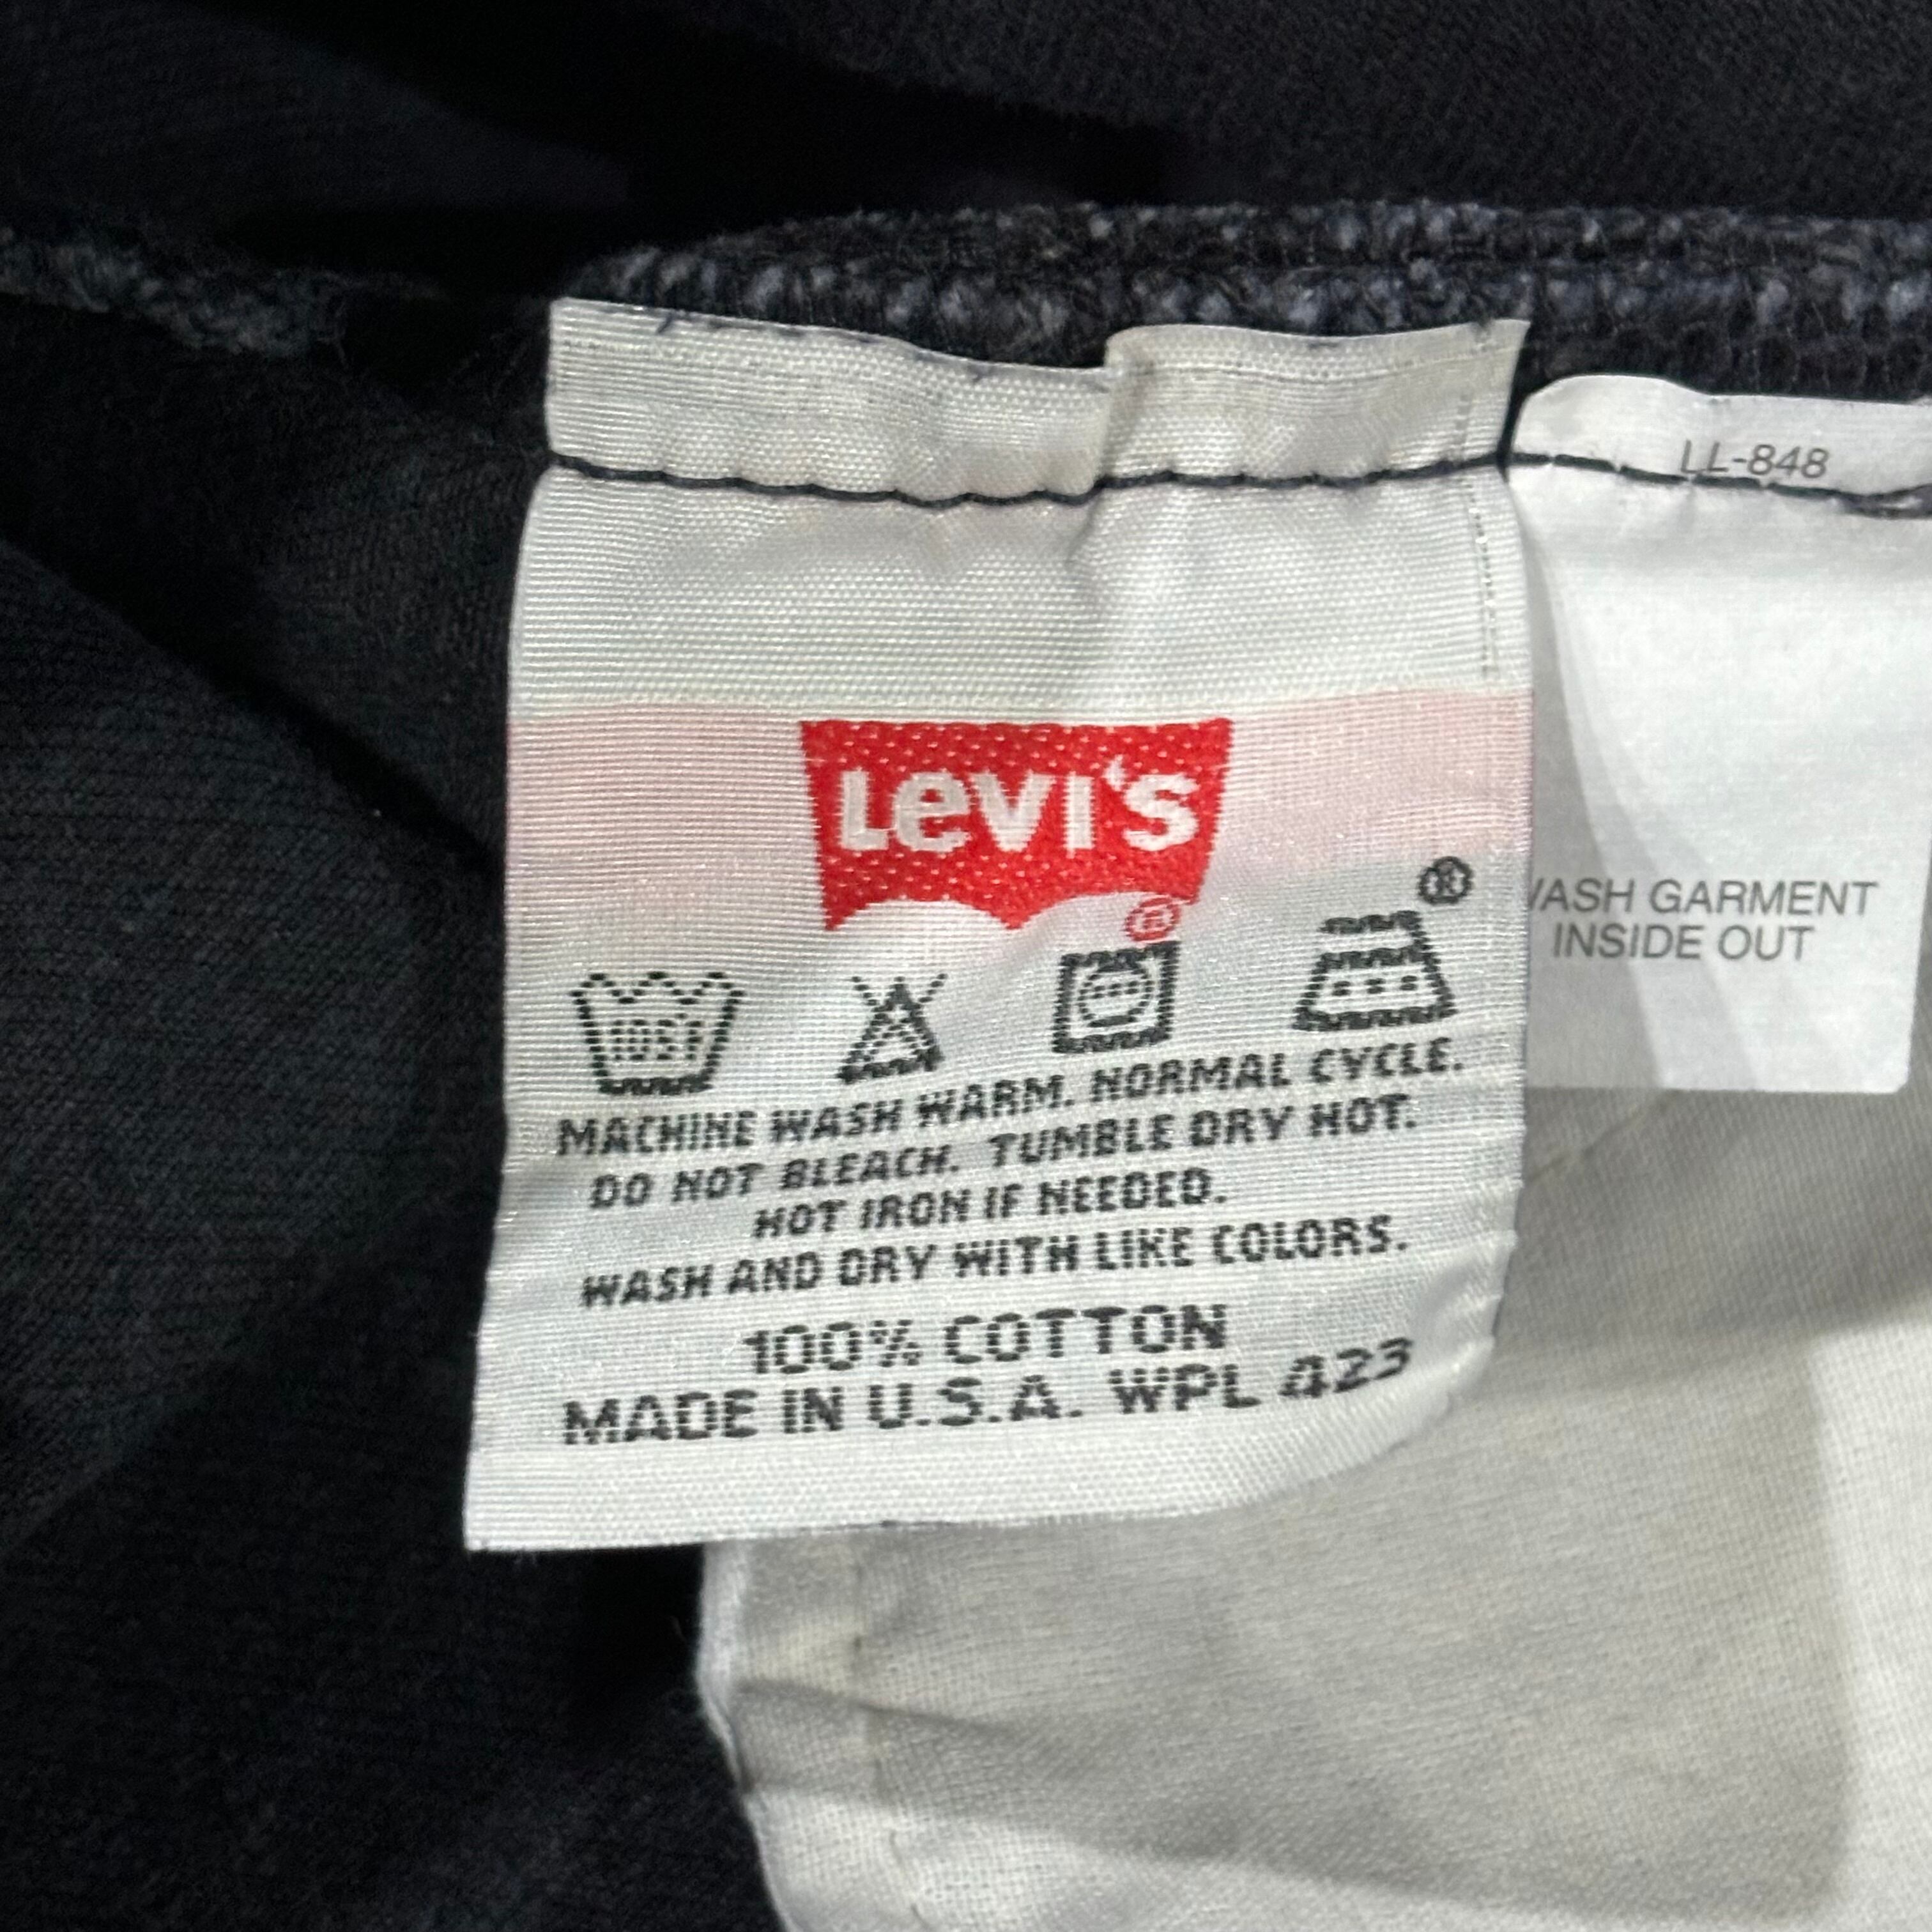 LL-848
Levi's
®
®
105°F
MACHINE WASH WARM. NORMAL CYCLE.
DO NOT BLEACH. TUMBLE DRY HOT.
HOT IRON IF NEEDED.
WASH AND DRY WITH LIKE COLORS.
100% COTTON
MADE IN U.S.A. WPL 423
WASH GARMENT
INSIDE OUT